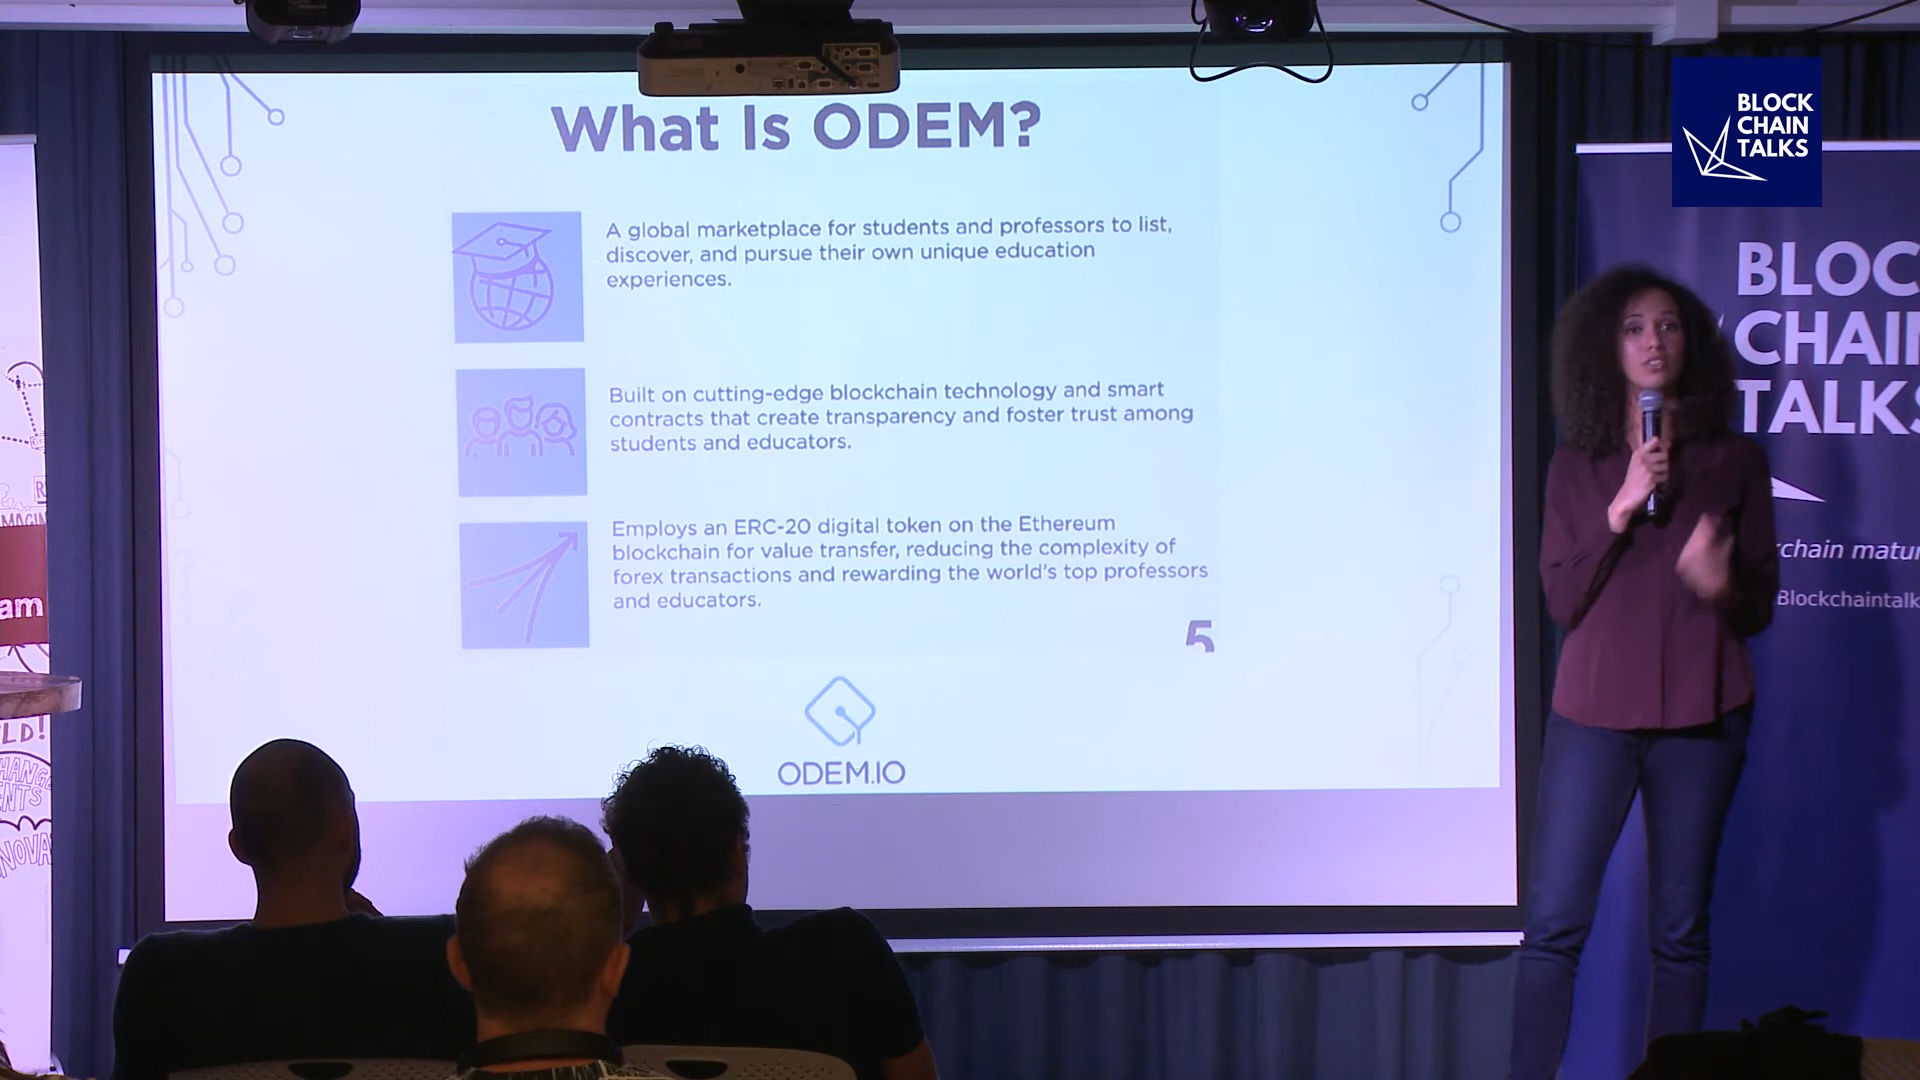 What Is ODEM?
A global marketplace for students and professors to list,
discover, and pursue their own unique education
experiences.
Built on cutting-edge blockchain technology and smart
contracts that create transparency and foster trust among
students and educators.
Employs an ERC-20 digital token on the Ethereum
blockchain for value transfer, reducing the complexity of
forex transactions and rewarding the world's top professors
and educators.
5
ODEM.IO
BLOCK
CHAIN
TALKS
BLOC
CHAI
TALKS
chain matu
Blockchaintalk
am
LD!